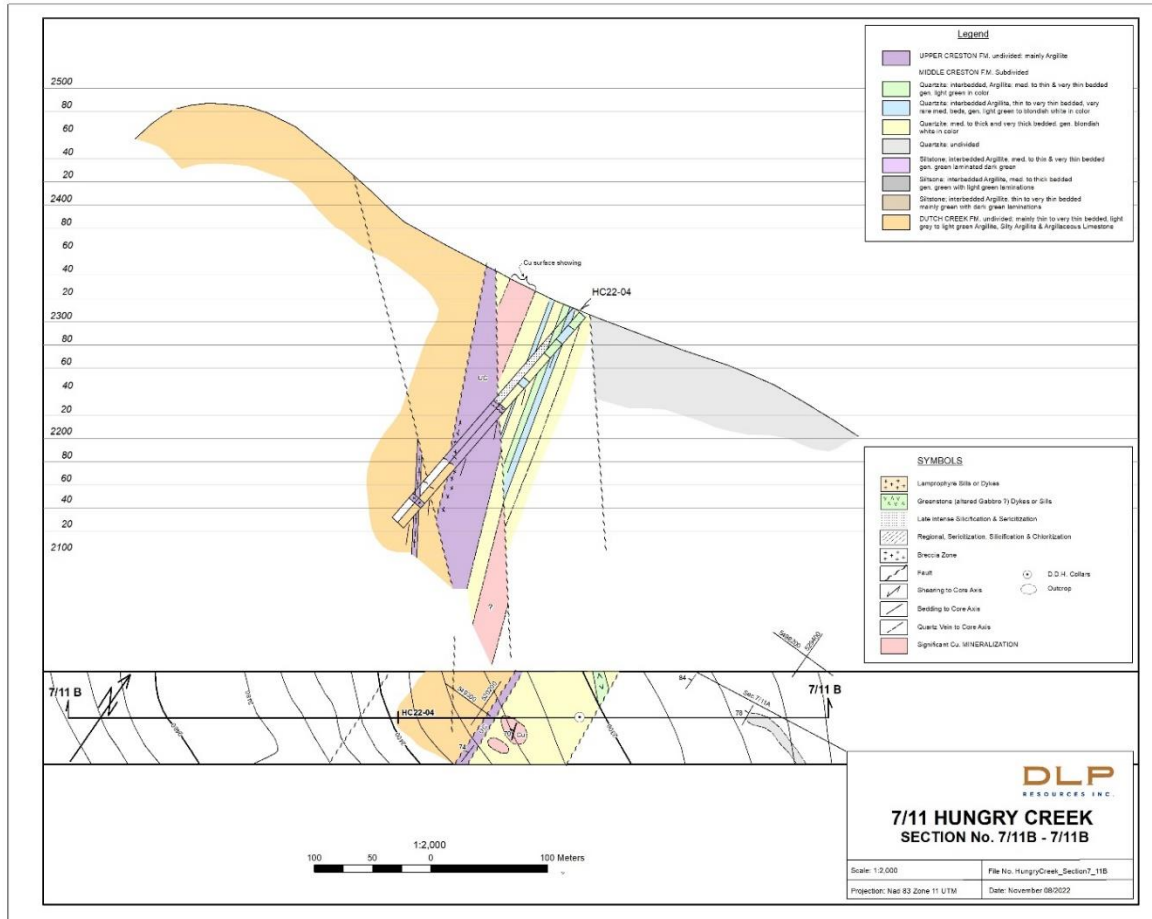 Legend
UPPER CRESTON FM. undivided: mainly Argillite
MIDDLE CRESTON F.M. Subdivided
Quartzite: interbedded, Argillite: med. to thin & very thin bedded
gen. light green in color
Quartzite: interbedded Argillite, thin to very thin bedded, very
rare med. beds, gen. light green to blondish white in color
Quartzite: med. to thick and very thick bedded, gen. blondish
white in color
Quartzite: undivided
Siltstone: interbedded Argillite, med. to thin & very thin bedded
gen. green laminated dark green
Siltsone: interbedded Argillite, med. to thick bedded
gen. green with light green laminations
Siltstone: interbedded Argillite, thin to very thin bedded
mainly green with dark green laminations
DUTCH CREEK FM. undivided: mainly thin to very thin bedded, light
grey to light green Argillite, Silty Argillite & Argillaceous Limestone
2500
80
60
40
20
2400
80
60
40
20
2300
80
60
40
20
2200
80
60
40
20
2100
Cu surface showing
HC22-04
UC
?
SYMBOLS
Lamprophyre Sills or Dykes
Greenstone (altered Gabbro ?) Dykes or Sills
Late Intense Silicification & Sericitization
Regional, Sericitization, Silicification & Chloritization
Breccia Zone
Fault
Shearing to Core Axis
Bedding to Core Axis
Quartz Vein to Core Axis
Significant Cu. MINERALIZATION
D.D.H. Collars
Outcrop
7/11 B
HC22-04
74
Cu
84
78
Sec 7/11A
7/11 B
DLP
RESOURCES INC.
7/11 HUNGRY CREEK
SECTION No. 7/11B - 7/11B
Scale: 1:2,000
File No. HungryCreek_Section7_11B
Projection: Nad 83 Zone 11 UTM
Date: November 08/2022
1:2,000
100 50 0 100 Meters